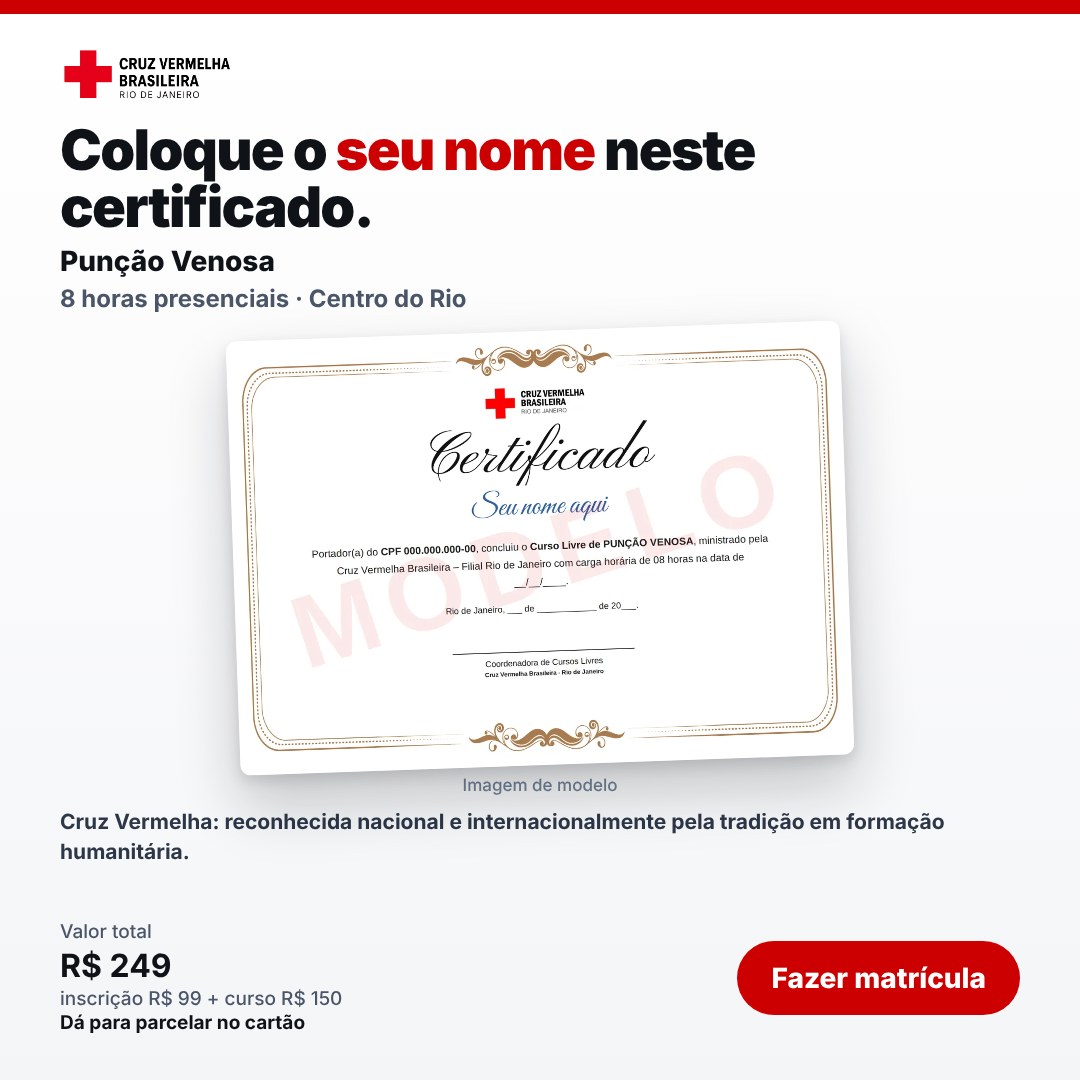 CRUZ VERMELHA
BRASILEIRA
RIO DE JANEIRO
Coloque o seu nome neste
certificado.
Punção Venosa
8 horas presenciais · Centro do Rio
CRUZ VERMELHA
BRASILEIRA
RIO DE JANEIRO
Certificado
Seu nome aqui
Portador(a) do CPF 000.000.000-00, concluiu o Curso Livre de PUNÇÃO VENOSA, ministrado pela
Cruz Vermelha Brasileira – Filial Rio de Janeiro com carga horária de 08 horas na data de
__/__/____.
Rio de Janeiro, ___ de ____________ de 20___.
Coordenadora de Cursos Livres
Cruz Vermelha Brasileira - Rio de Janeiro
MODELO
Imagem de modelo
Cruz Vermelha: reconhecida nacional e internacionalmente pela tradição em formação
humanitária.
Valor total
R$ 249
inscrição R$ 99 + curso R$ 150
Dá para parcelar no cartão
Fazer matrícula